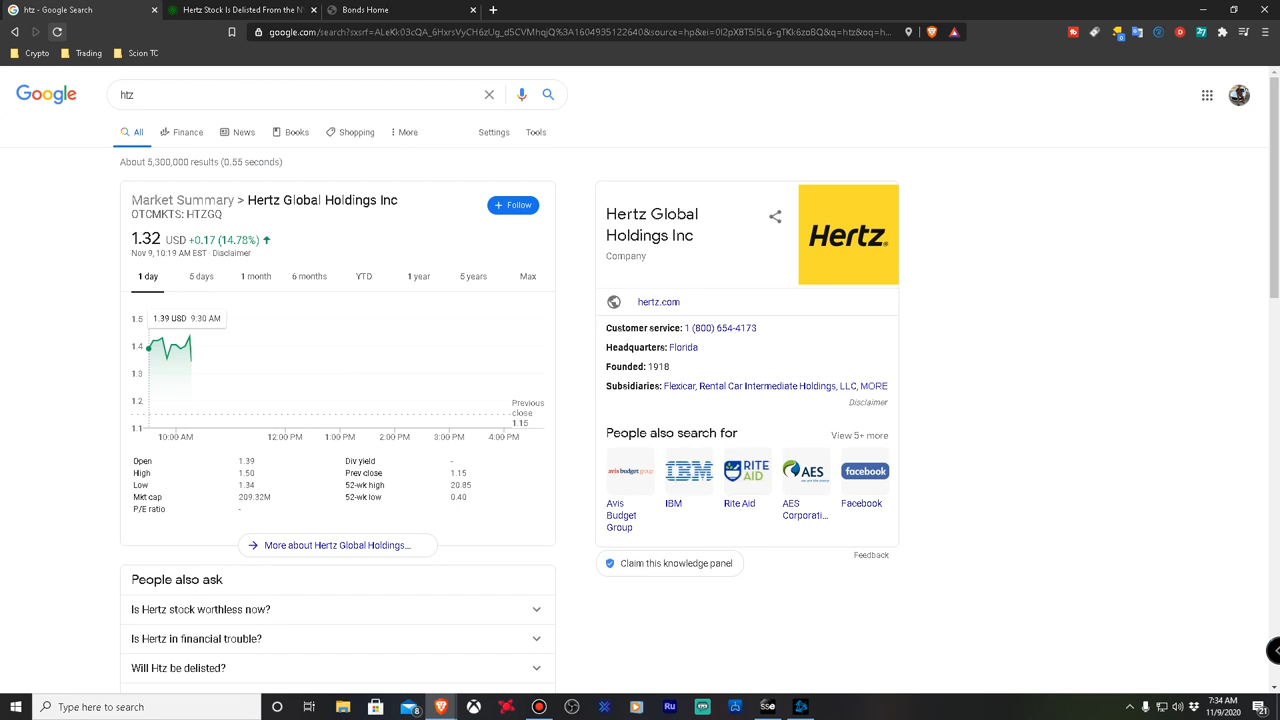 htz - Google Search
Hertz Stock Is Delisted From the N
Bonds Home
google.com/search?sxsrf=ALeKk03cQA_6HxrsVyCH6zUg_d5CVMhqjQ%3A1604935122640&source=hp&ei=0I2pX8T5I5L6-gTKk6zoBQ&q=htz&oq=h...
Crypto
Trading
Scion TC
Google
htz
All
Finance
News
Books
Shopping
More
Settings
Tools
About 5,300,000 results (0.55 seconds)
Market Summary > Hertz Global Holdings Inc
OTCMKTS: HTZGQ
Follow
1.32 USD +0.17 (14.78%)
Nov 9, 10:19 AM EST · Disclaimer
1 day
5 days
1 month
6 months
YTD
1 year
5 years
Max
1.39 USD 9:30 AM
1.5
1.4
1.3
1.2
1.1
Previous
close
1.15
10:00 AM
12:00 PM
1:00 PM
2:00 PM
3:00 PM
4:00 PM
Open 1.39 Div yield -
High 1.50 Prev close 1.15
Low 1.34 52-wk high 20.85
Mkt cap 209.32M 52-wk low 0.40
P/E ratio -
More about Hertz Global Holdings...
People also ask
Is Hertz stock worthless now?
Is Hertz in financial trouble?
Will Htz be delisted?
Hertz Global
Holdings Inc
Company
Hertz
hertz.com
Customer service: 1 (800) 654-4173
Headquarters: Florida
Founded: 1918
Subsidiaries: Flexicar, Rental Car Intermediate Holdings, LLC, MORE
Disclaimer
People also search for
View 5+ more
avis budget group
IBM
RITE
AID
AES
facebook
Avis
Budget
Group
IBM
Rite Aid
AES
Corporati...
Facebook
Feedback
Claim this knowledge panel
Type here to search
8
Ru
sse
7:34 AM
11/9/2020
21